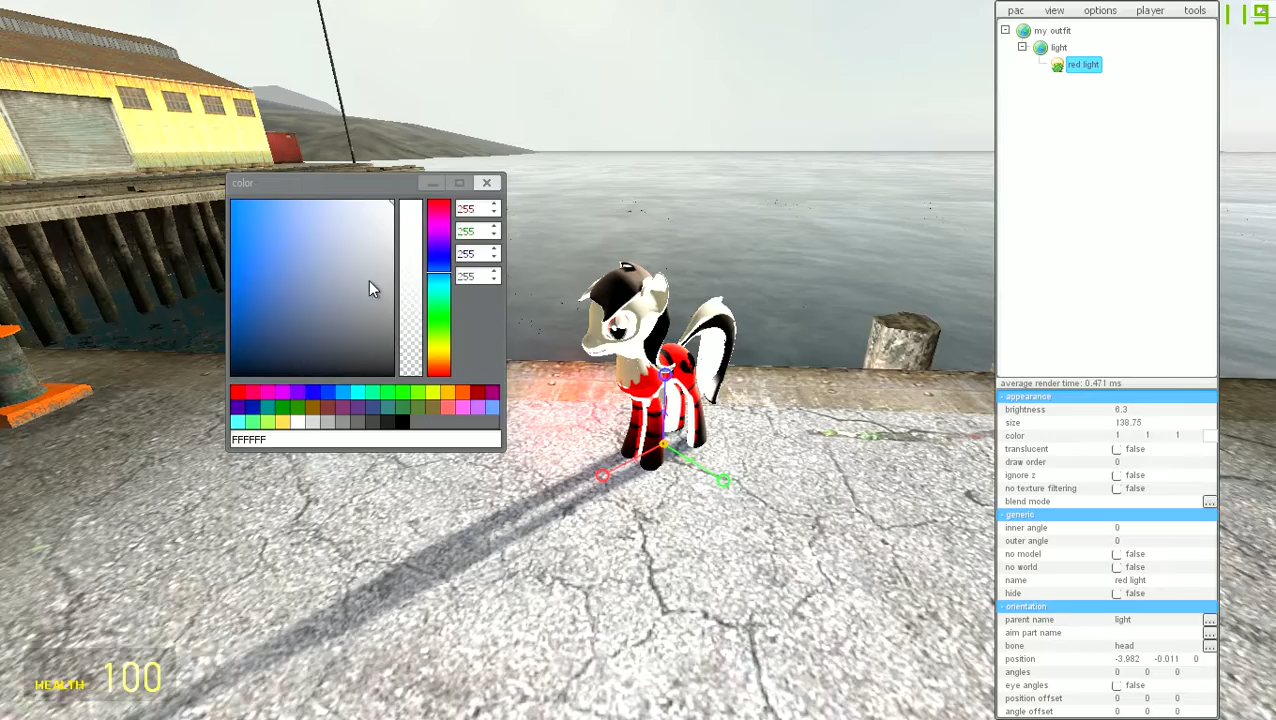 pac view options player tools
119
my outfit
light
red light
color
255
255
255
255
FFFFFF
average render time: 0.471 ms
- appearance
brightness 6.3
size 138.75
color 1 1 1
translucent false
draw order 0
ignore z false
no texture filtering false
blend mode ...
- generic
inner angle 0
outer angle 0
no model false
no world false
name red light
hide false
- orientation
parent name light ...
aim part name ...
bone head ...
position -3.982 -0.011 0
angles 0 0 0
eye angles false
position offset 0 0 0
angle offset 0 0 0
HEALTH 100